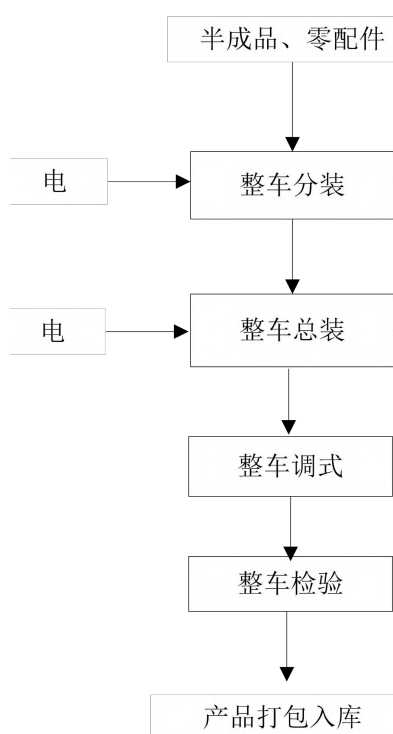 半成品、零配件
电
整车分装
电
整车总装
整车调式
整车检验
产品打包入库